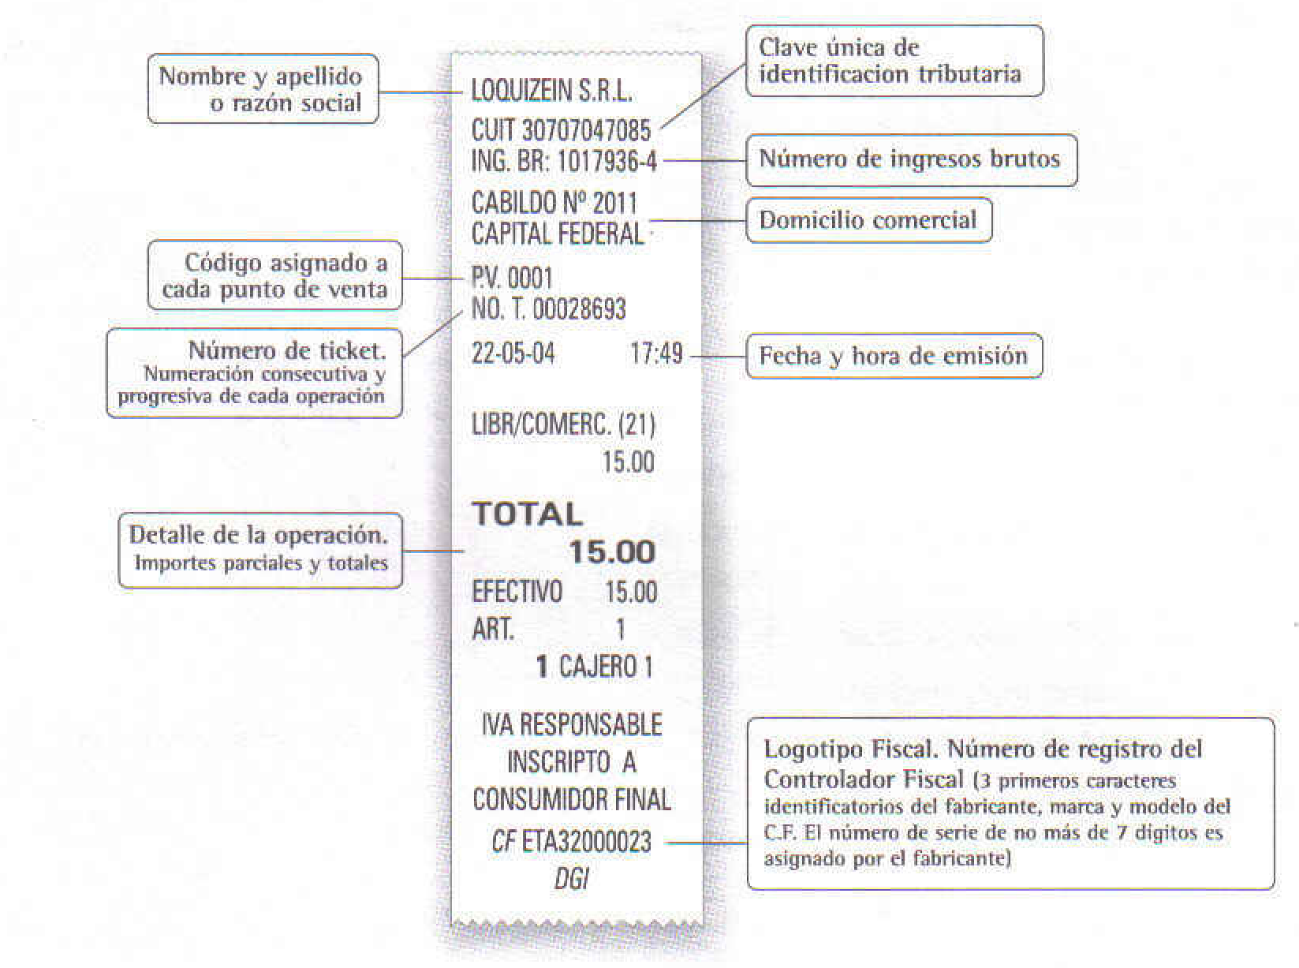 Nombre y apellido
o razón social
Clave única de
identificacion tributaria
LOQUIZEIN S.R.L.
CUIT 30707047085
ING. BR: 1017936-4
Número de ingresos brutos
CABILDO Nº 2011
CAPITAL FEDERAL
Domicilio comercial
Código asignado a
cada punto de venta
P.V. 0001
NO. T. 00028693
Número de ticket.
Numeración consecutiva y
progresiva de cada operación
22-05-04 17:49
Fecha y hora de emisión
LIBR/COMERC. (21)
15.00
TOTAL
15.00
Detalle de la operación.
Importes parciales y totales
EFECTIVO 15.00
ART. 1
1 CAJERO 1
IVA RESPONSABLE
INSCRIPTO A
CONSUMIDOR FINAL
CF ETA32000023
DGI
Logotipo Fiscal. Número de registro del
Controlador Fiscal (3 primeros caracteres
identificatorios del fabricante, marca y modelo del
C.F. El número de serie de no más de 7 digitos es
asignado por el fabricante)